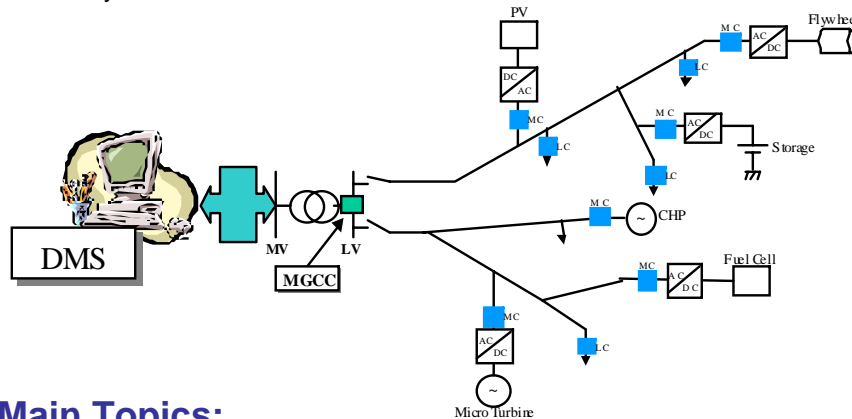 PV
MC
AC
DC
Flywhee
DC
AC
LC
MC
MC
AC
DC
LC
Storage
LC
MC
CHP
~
DMS
MV
LV
MGCC
Fuel Cell
MC
AC
DC
MC
AC
DC
LC
~
Micro Turbine
Main Topics: